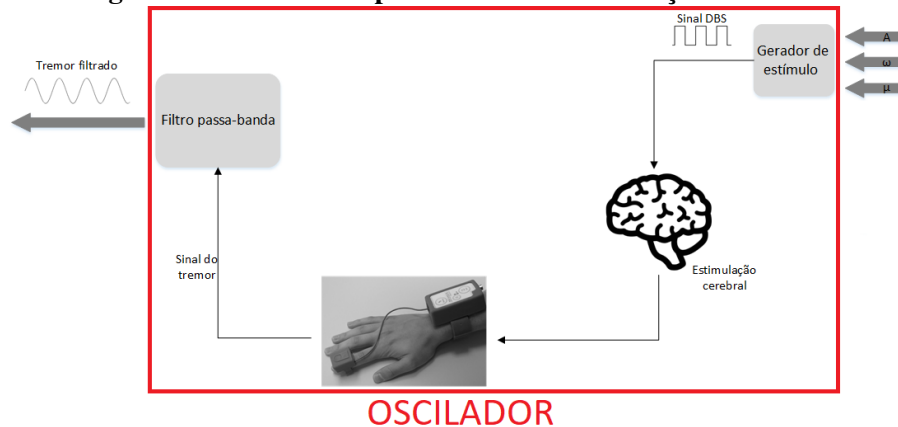 Sinal DBS
Gerador de
estímulo
A
ω
μ
Tremor filtrado
Filtro passa-banda
Sinal do
tremor
Estimulação
cerebral
OSCILADOR